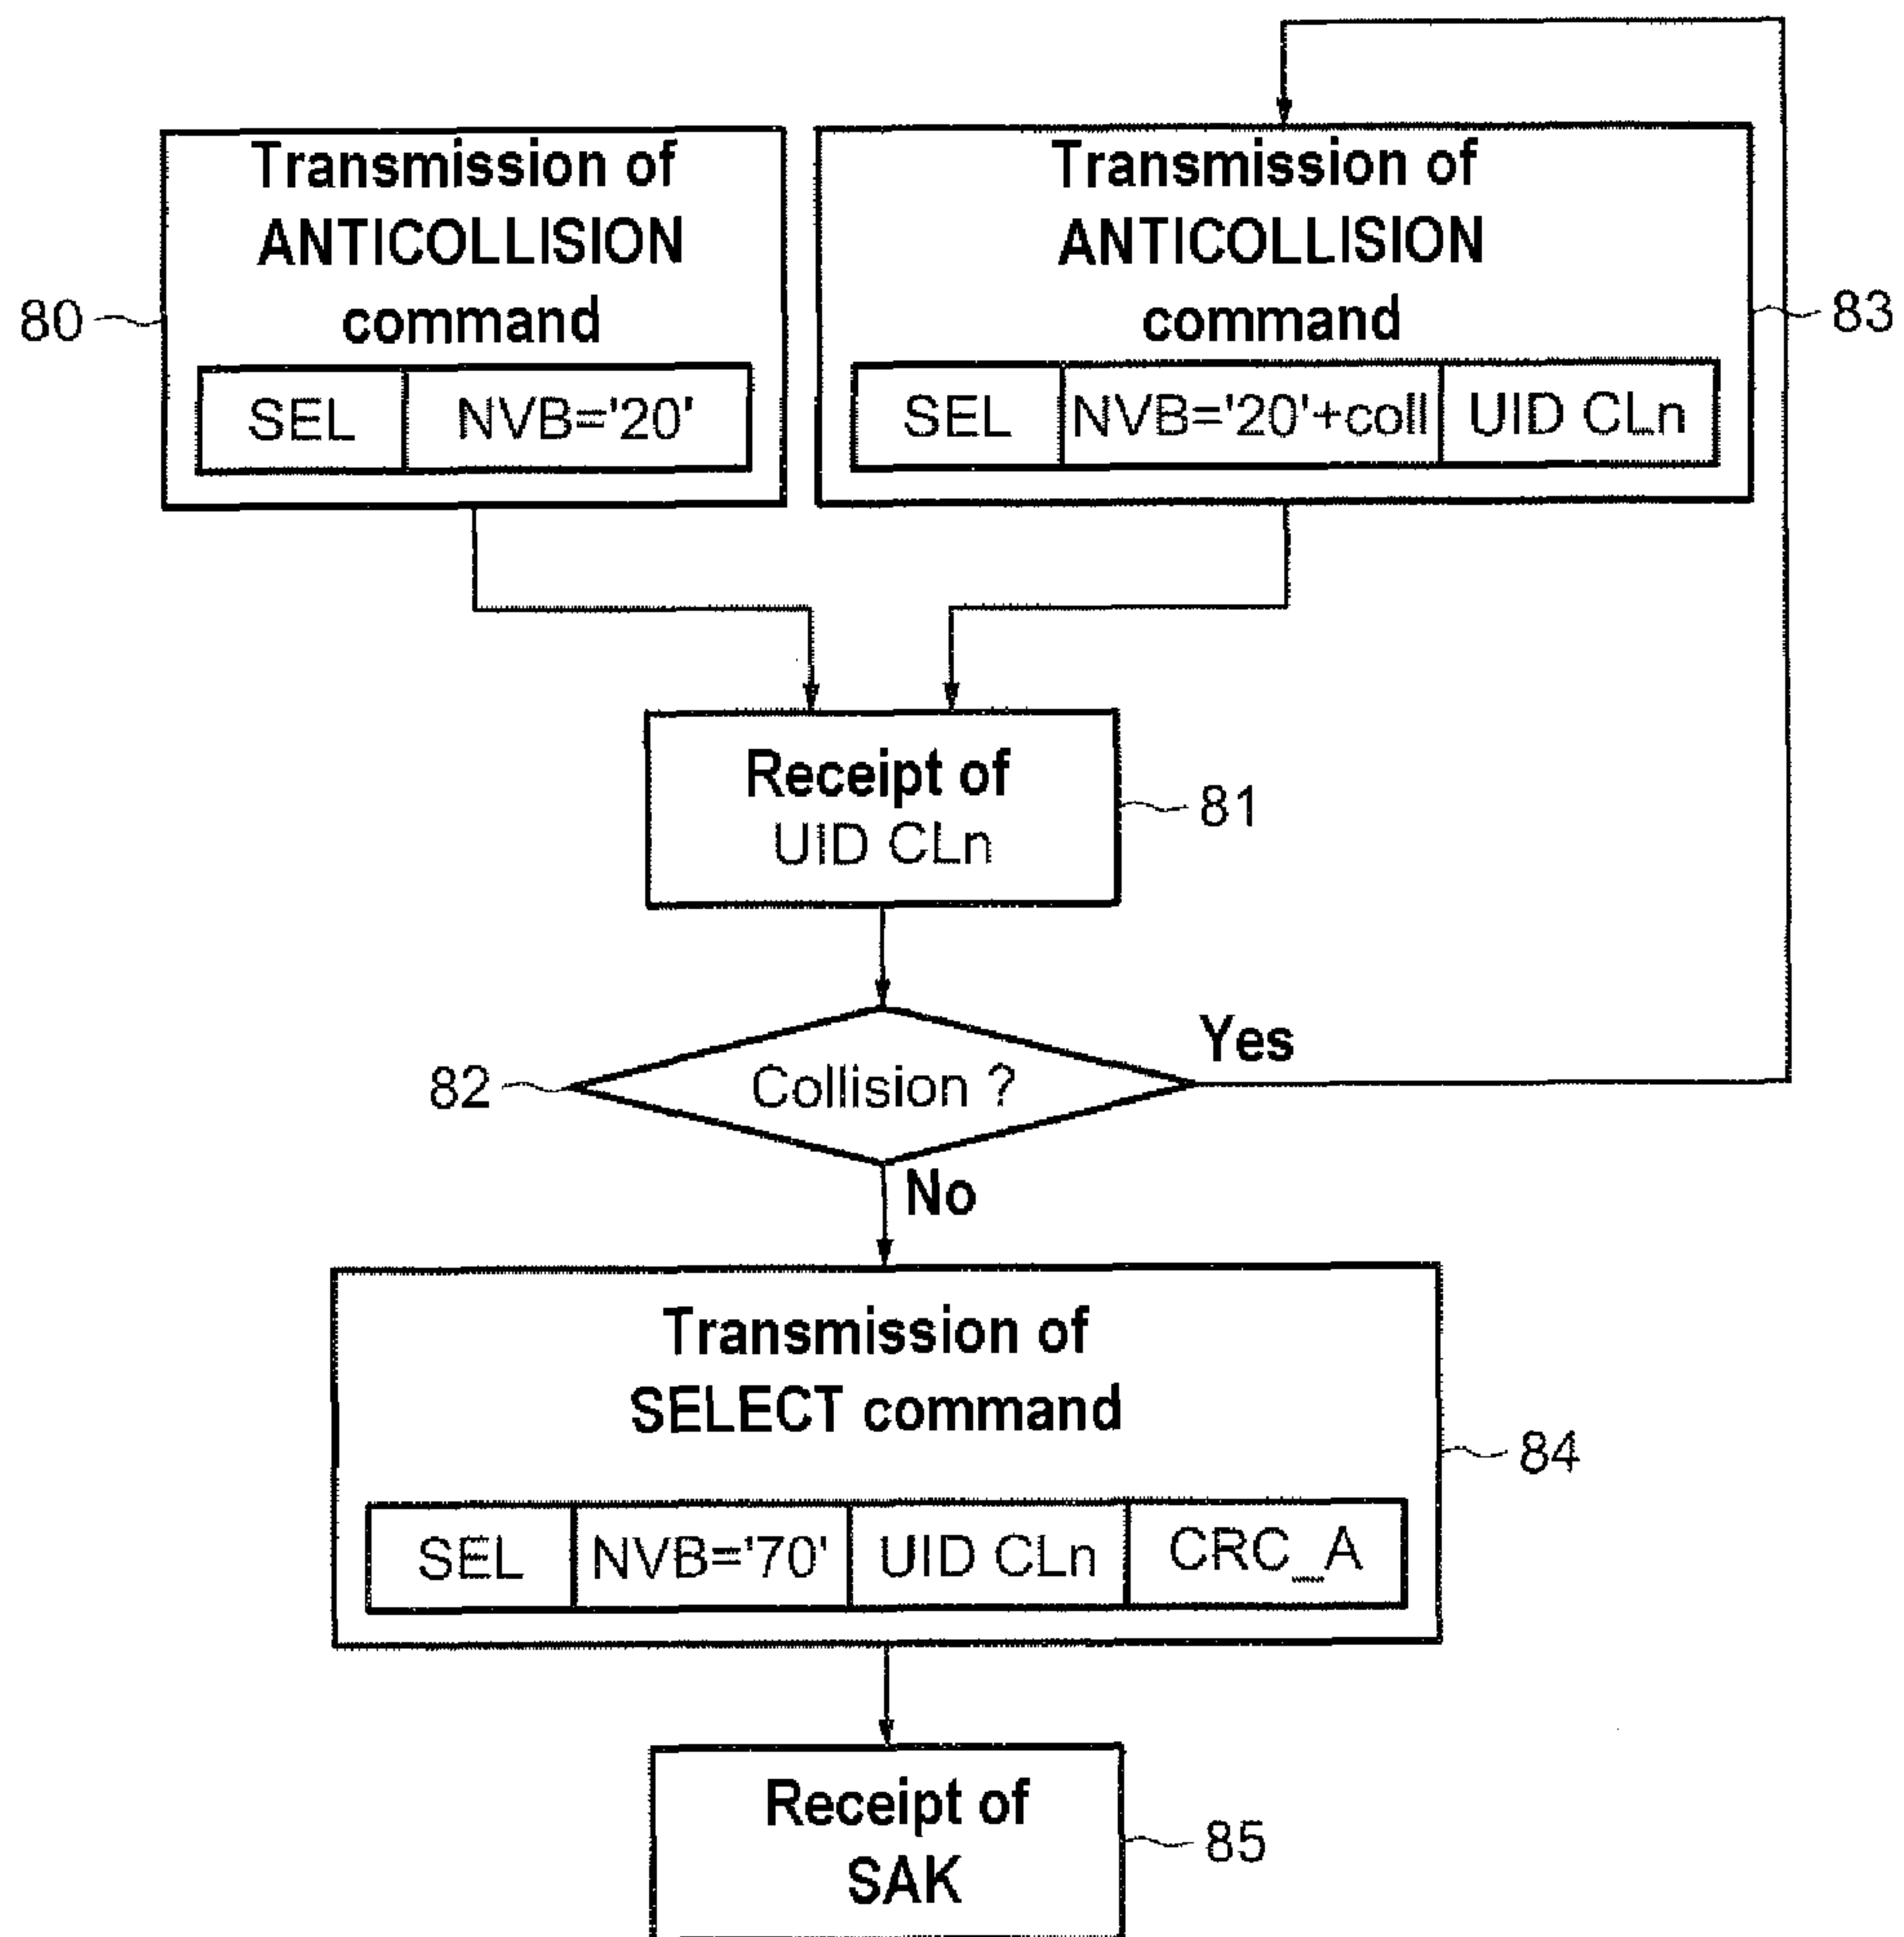 Transmission of
ANTICOLLISION
command
80
SEL NVB='20'
Transmission of
ANTICOLLISION
command
83
SEL NVB='20'+coll UID CLn
Receipt of
UID CLn
81
82
Collision ?
Yes
No
Transmission of
SELECT command
84
SEL NVB='70' UID CLn CRC_A
Receipt of
SAK
85